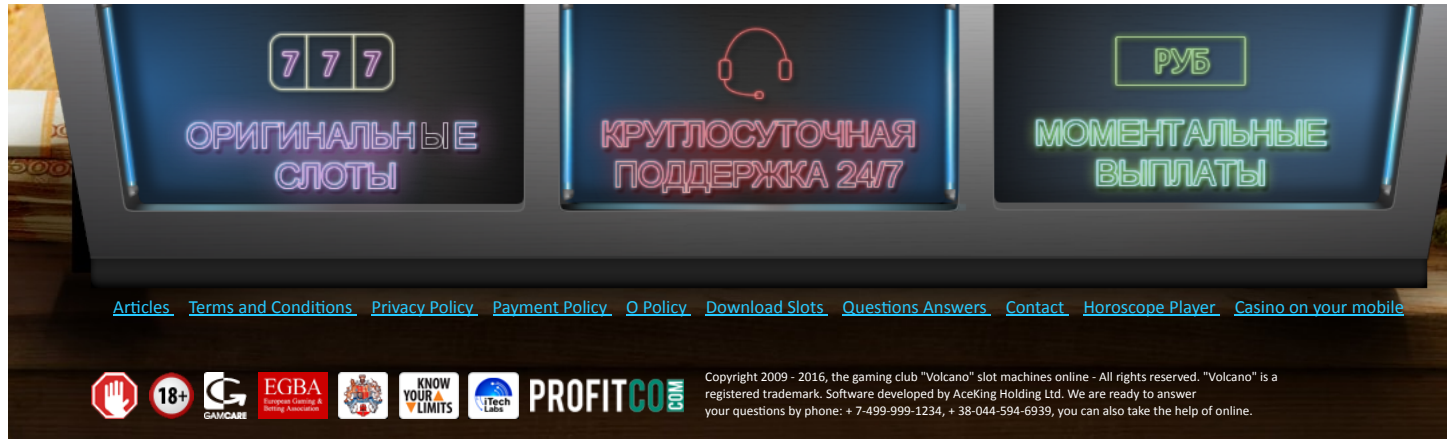 777
РУБ
ОРИГИНАЛЬНЫЕ
СЛОТЫ
КРУГЛОСУТОЧНАЯ
ПОДДЕРЖКА 24/7
МОМЕНТАЛЬНЫЕ
ВЫПЛАТЫ
Articles Terms and Conditions Privacy Policy Payment Policy O Policy Download Slots Questions Answers Contact Horoscope Player Casino on your mobile
18+
G
GAMCARE
EGBA
European Gaming &
Betting Association
KNOW
YOUR
LIMITS
iTech
Labs
PROFITCO COM
Copyright 2009 - 2016, the gaming club "Volcano" slot machines online - All rights reserved. "Volcano" is a
registered trademark. Software developed by AceKing Holding Ltd. We are ready to answer
your questions by phone: + 7-499-999-1234, + 38-044-594-6939, you can also take the help of online.